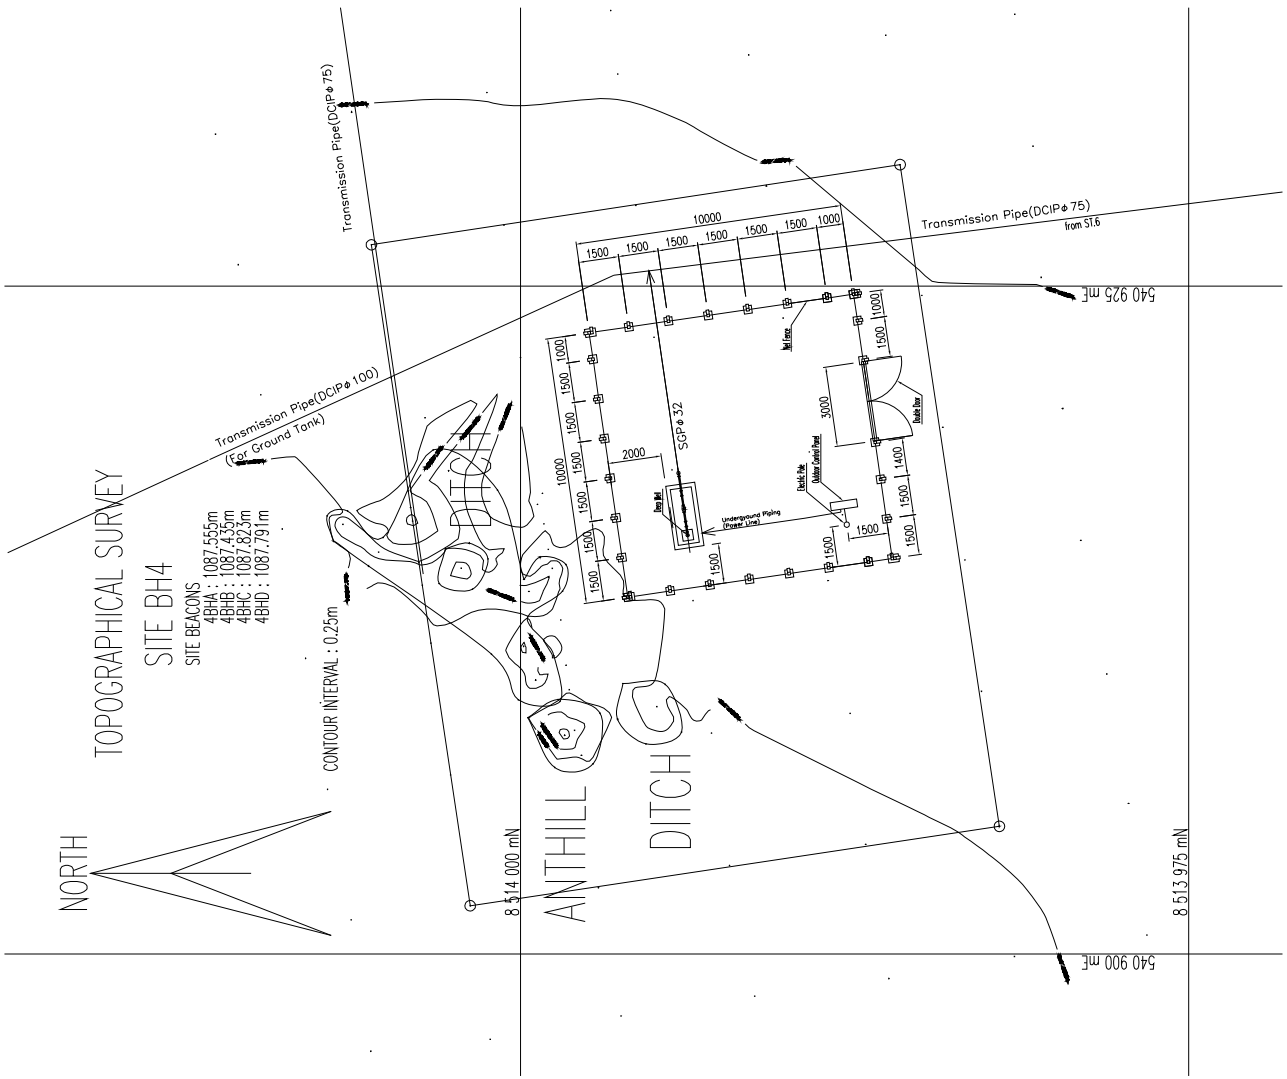 TOPOGRAPHICAL SURVEY
SITE BH4
SITE BEACONS
4BHA : 1087.555m
4BHB : 1087.435m
4BHC : 1087.823m
4BHD : 1087.791m
CONTOUR INTERVAL : 0.25m
NORTH
Transmission Pipe(DCIPφ75)
Transmission Pipe(DCIPφ75)
from ST.6
Transmission Pipe(DCIPφ100)
(For Ground Tank)
DITCH
ANTHILL
DITCH
8 514 000 mN
8 513 975 mN
540 925 mE
540 900 mE
10000
1500
1500
1500
1500
1500
1500
1000
10000
1000
1500
1500
1500
1500
1500
1500
1000
1500
3000
1400
1500
1500
2000
SGPφ32
Net Fence
Double Door
Deep Well
Electric Pole
Outdoor Control Panel
Underground Piping
(Power Line)
1500
1500
1500